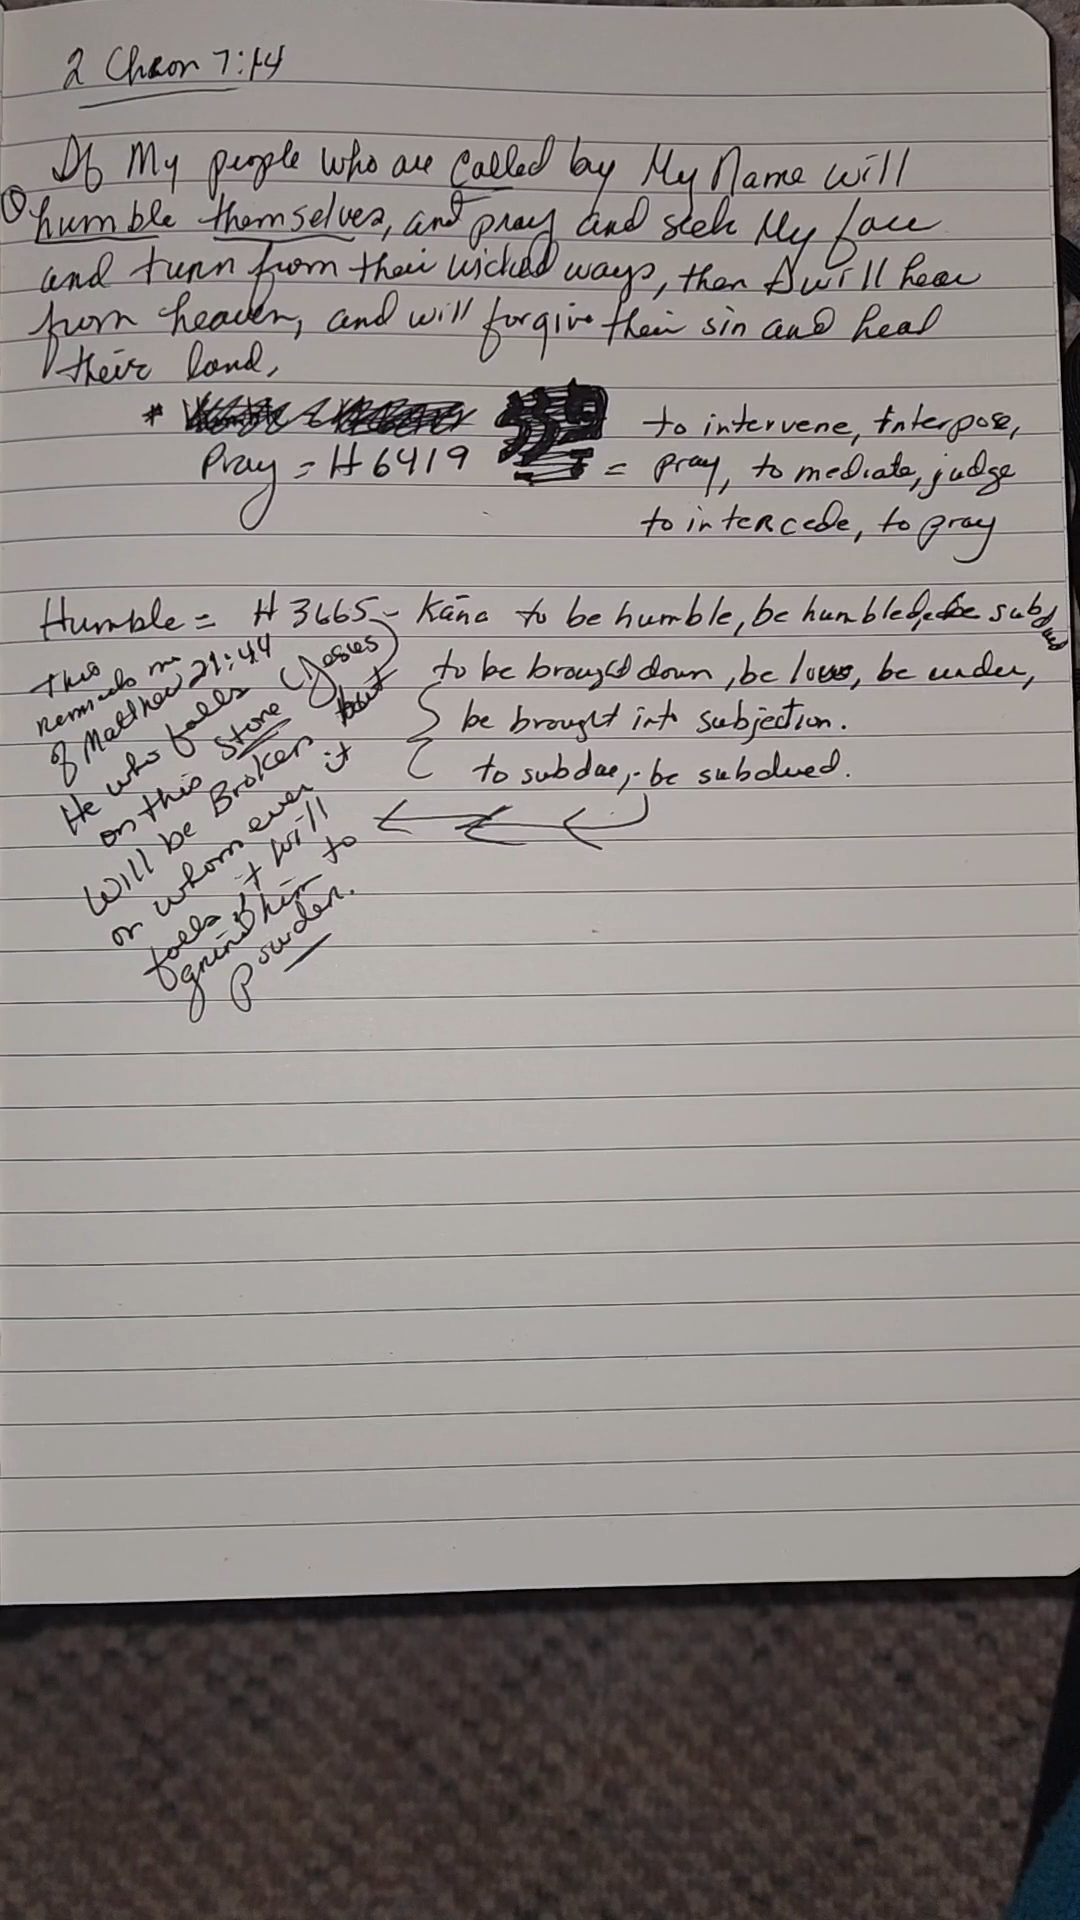 2 Chron 7:14
If My people who are called by My Name will
① humble themselves, and pray and seek My face
and turn from their wicked ways, then I will hear
from heaven, and will forgive their sin and heal
their land.
*
to intervene, interpose,
Pray = H6419 = pray, to mediate, judge
to intercede, to pray
Humble = H3665 - Kāna to be humble, be humbled, be subdued
to be brought down, be low, be under,
be brought into subjection.
to subdue, - be subdued.
This
reminds me
of Matthew 21:44
He who falls
on this stone (Jesus)
will be Broken but
or whom ever it
falls it will
grind him to
powder.